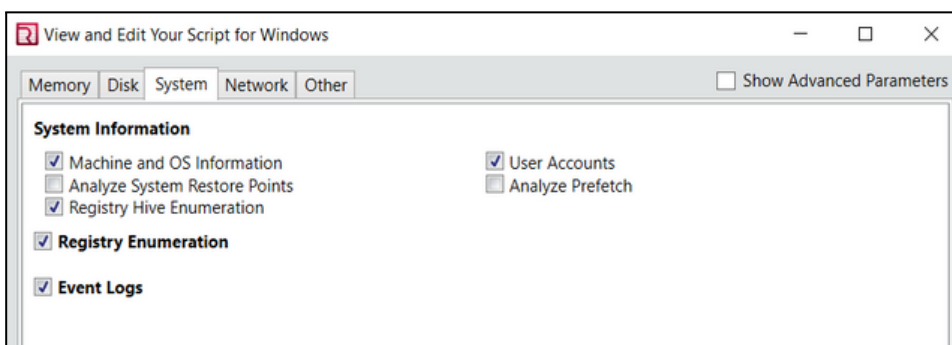 View and Edit Your Script for Windows
Memory Disk System Network Other Show Advanced Parameters
System Information
Machine and OS Information User Accounts
Analyze System Restore Points Analyze Prefetch
Registry Hive Enumeration
Registry Enumeration
Event Logs